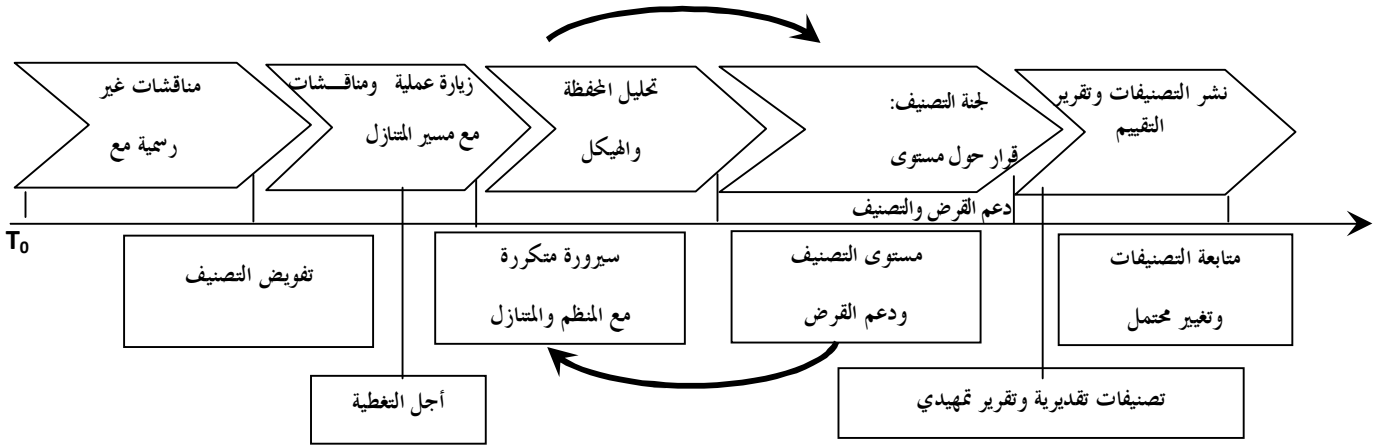 مناقشات غير
رسمية مع
زيارة عملية ومناقـــشات
مع مسير المتنازل
تحليل المحفظة
والهيكل
لجنة التصنيف:
قرار حول مستوى
دعم القرض والتصنيف
نشر التصنيفات وتقرير
التقييم
T₀
تفويض التصنيف
سيرورة متكررة
مع المنظم والمتنازل
مستوى التصنيف
ودعم القرض
متابعة التصنيفات
وتغيير محتمل
أجل التغطية
تصنيفات تقديرية وتقرير تمهيدي